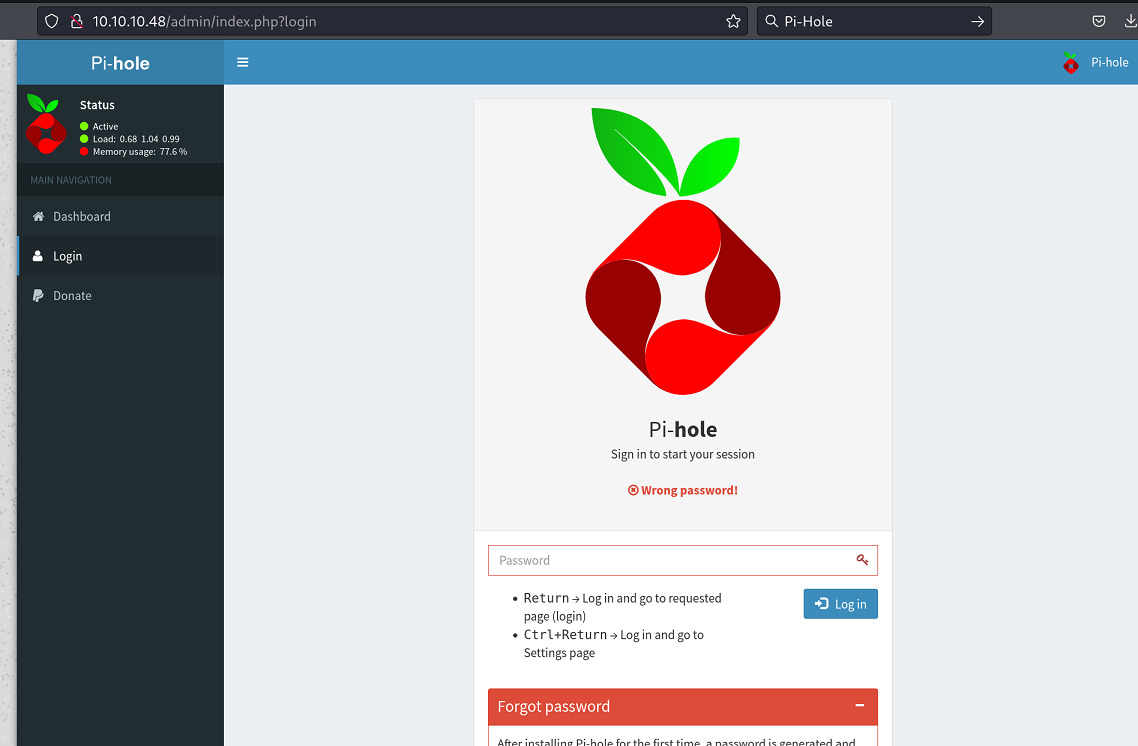 10.10.10.48/admin/index.php?login
Pi-Hole
Pi-hole
Pi-hole
Status
Active
Load: 0.68 1.04 0.99
Memory usage: 77.6 %
MAIN NAVIGATION
Dashboard
Login
Donate
Pi-hole
Sign in to start your session
Wrong password!
Password
Return → Log in and go to requested
page (login)
Ctrl+Return → Log in and go to
Settings page
Log in
Forgot password
After installing Pi-hole for the first time, a password is generated and